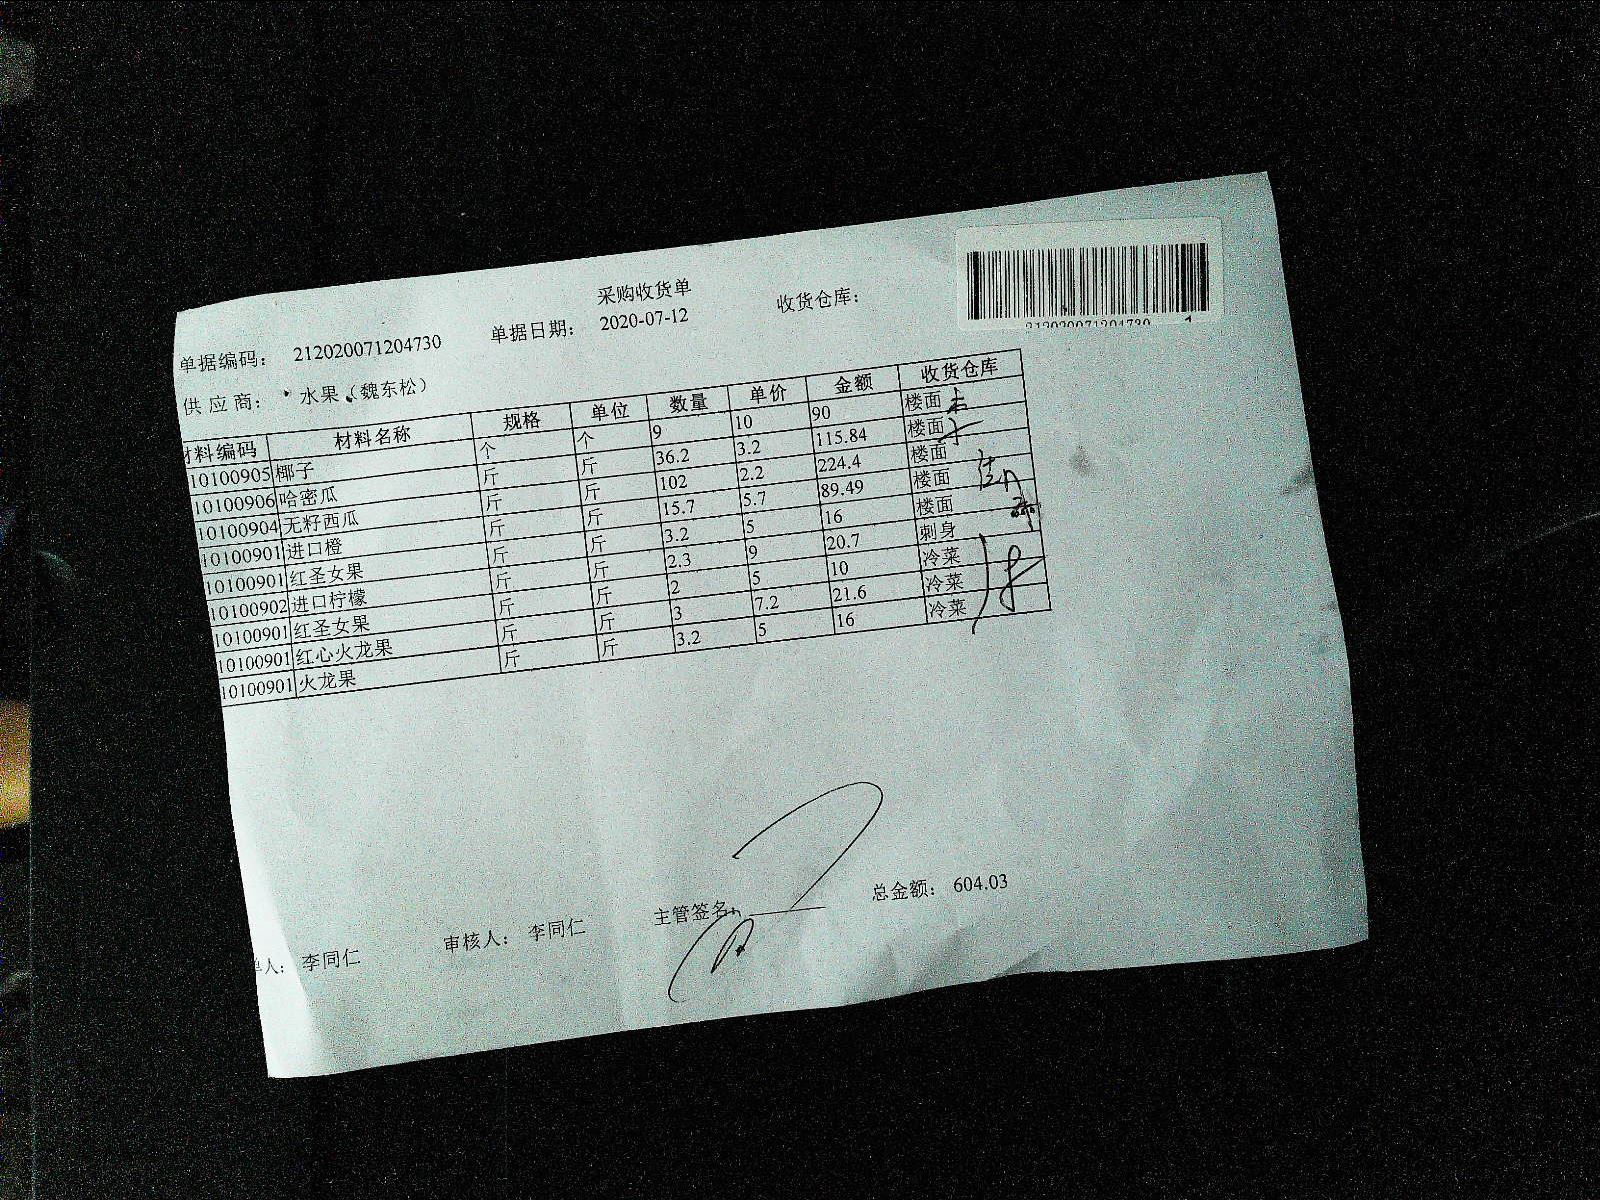 采购收货单
单据编码： 212020071204730 单据日期： 2020-07-12 收货仓库：
212020071204730 1
供 应 商： 水果（魏东松）
材料编码 材料名称 规格 单位 数量 单价 金额 收货仓库
10100905 椰子 个 个 9 10 90 楼面
10100906 哈密瓜 斤 斤 36.2 3.2 115.84 楼面
10100904 无籽西瓜 斤 斤 102 2.2 224.4 楼面
10100901 进口橙 斤 斤 15.7 5.7 89.49 楼面
10100901 红圣女果 斤 斤 3.2 5 16 楼面
10100902 进口柠檬 斤 斤 2.3 9 20.7 刺身
10100901 红圣女果 斤 斤 2 5 10 冷菜
10100901 红心火龙果 斤 斤 3 7.2 21.6 冷菜
10100901 火龙果 斤 斤 3.2 5 16 冷菜
单人： 李同仁 审核人： 李同仁 主管签名： 总金额： 604.03